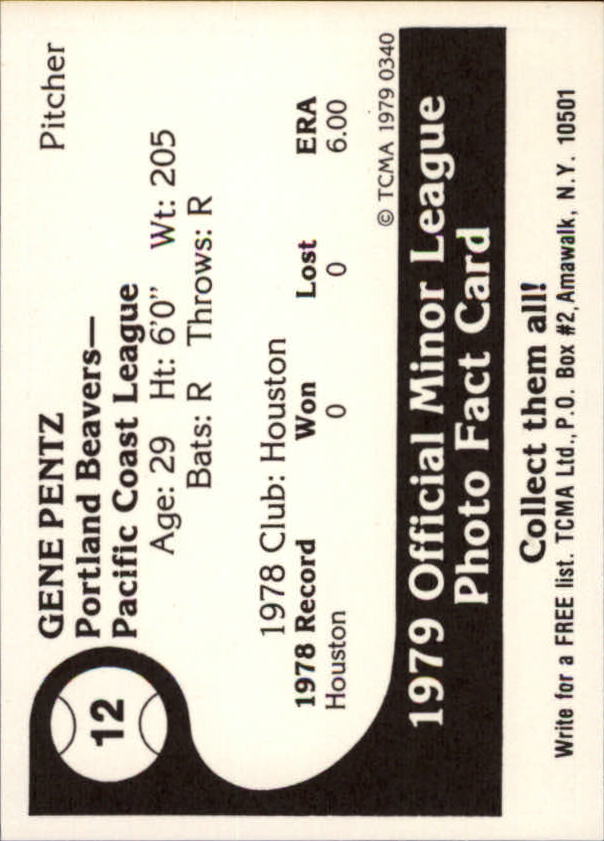 12
GENE PENTZ Pitcher
Portland Beavers—
Pacific Coast League
Age: 29 Ht: 6'0" Wt: 205
Bats: R Throws: R
1978 Club: Houston
1978 Record Won Lost ERA
Houston 0 0 6.00
© TCMA 1979 0340
1979 Official Minor League
Photo Fact Card
Collect them all!
Write for a FREE list. TCMA Ltd., P.O. Box #2, Amawalk, N.Y. 10501